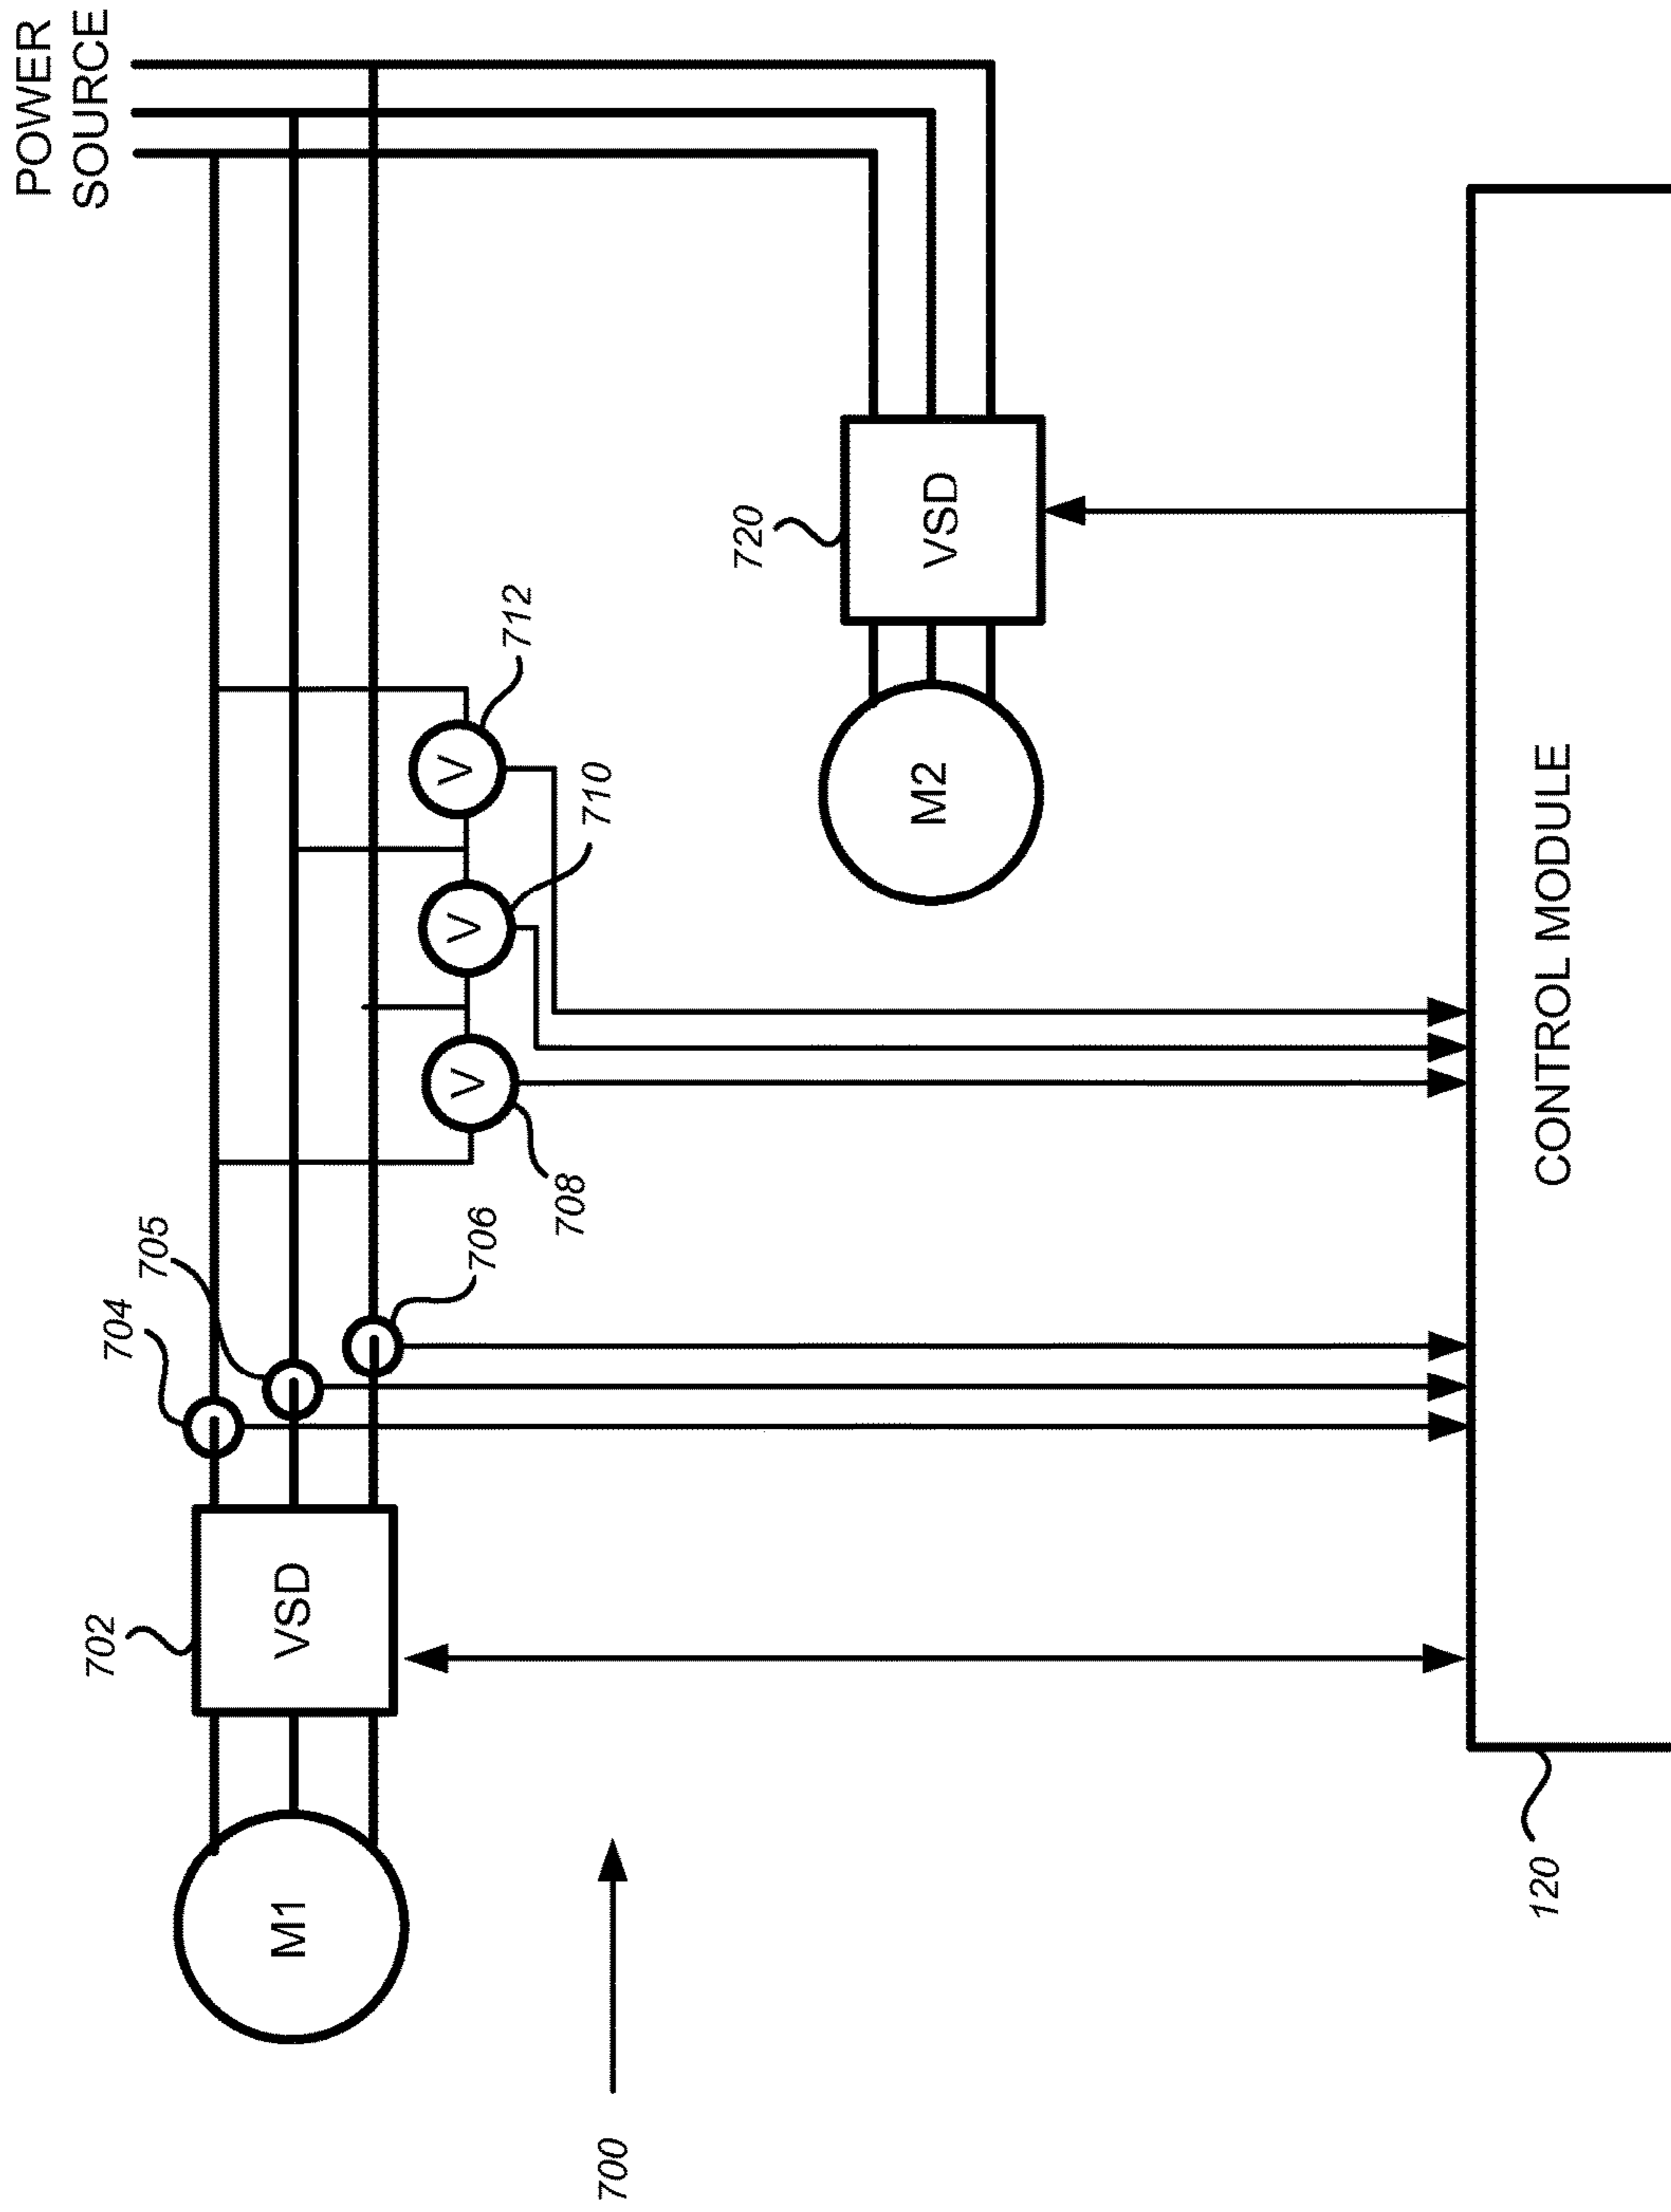 POWER
SOURCE
712
720
VSD
V
710
M2
V
V
708
705
706
704
VSD
702
M1
700
CONTROL MODULE
120